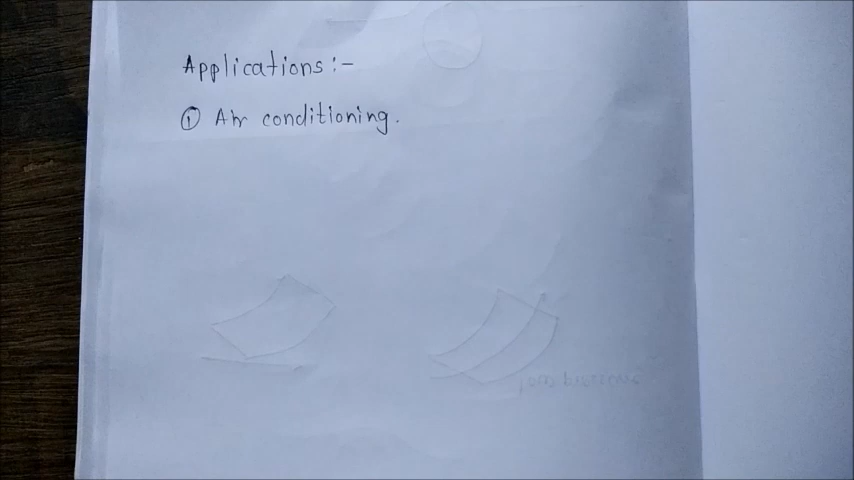 Applications :-
① Air conditioning.